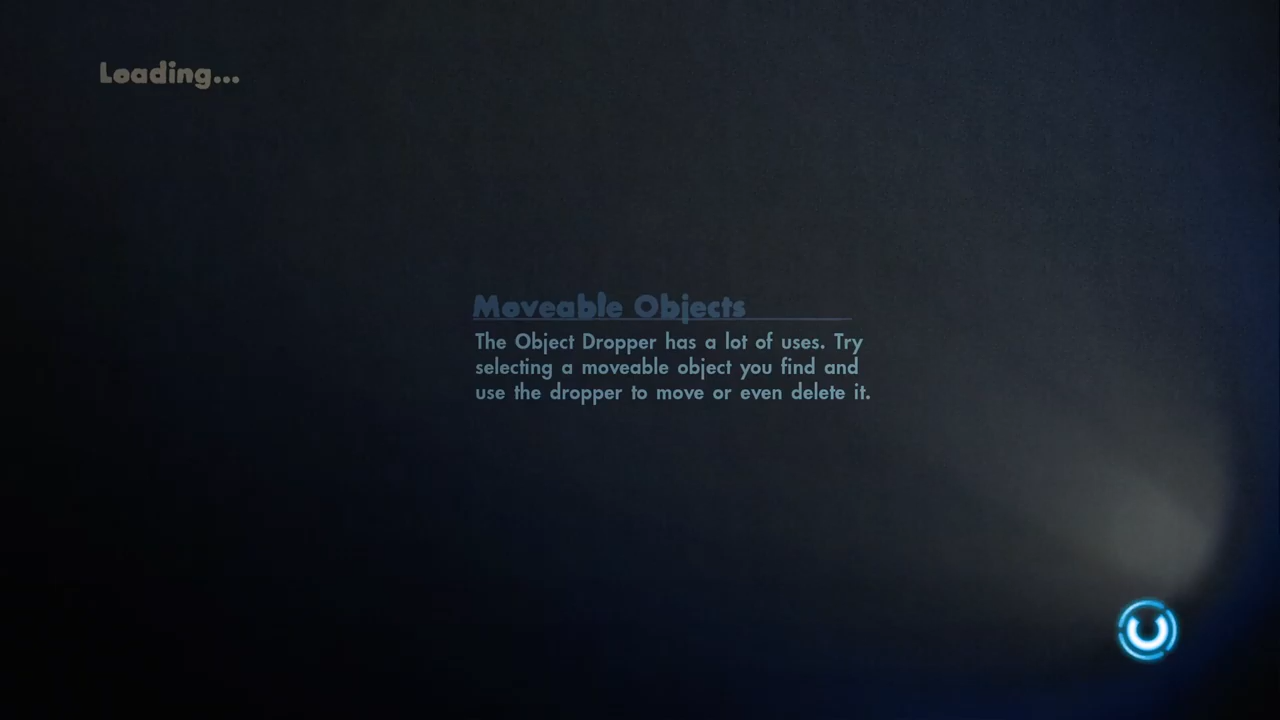 Loading...
Moveable Objects
The Object Dropper has a lot of uses. Try
selecting a moveable object you find and
use the dropper to move or even delete it.